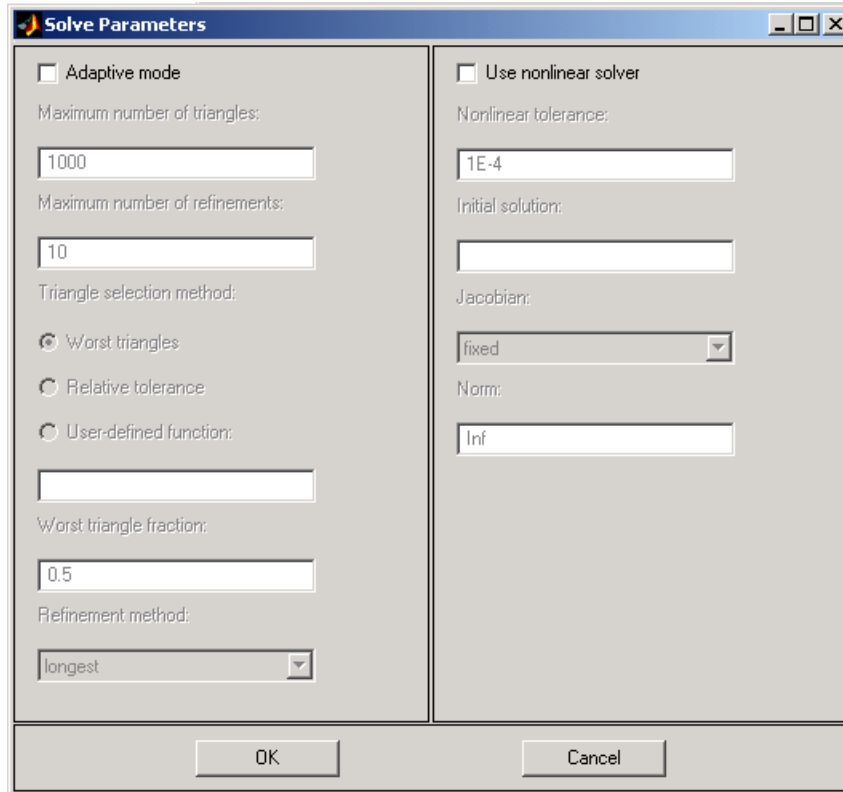 Solve Parameters
Adaptive mode
Maximum number of triangles:
1000
Maximum number of refinements:
10
Triangle selection method:
Worst triangles
Relative tolerance
User-defined function:
Worst triangle fraction:
0.5
Refinement method:
longest
Use nonlinear solver
Nonlinear tolerance:
1E-4
Initial solution:
Jacobian:
fixed
Norm:
Inf
OK
Cancel